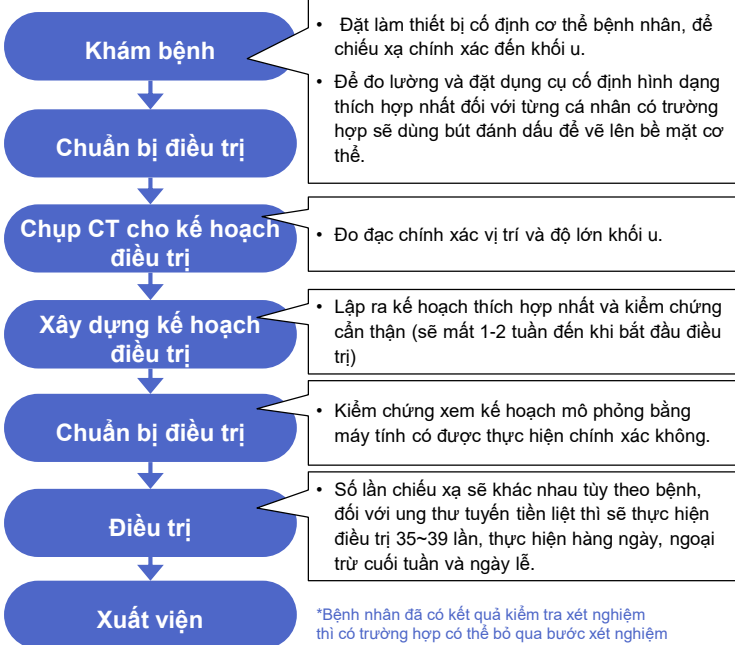 Khám bệnh
• Đặt làm thiết bị cố định cơ thể bệnh nhân, để
chiếu xạ chính xác đến khối u.
• Để đo lường và đặt dụng cụ cố định hình dạng
thích hợp nhất đối với từng cá nhân có trường
hợp sẽ dùng bút đánh dấu để vẽ lên bề mặt cơ
thể.
Chuẩn bị điều trị
Chụp CT cho kế hoạch
điều trị
• Đo đạc chính xác vị trí và độ lớn khối u.
Xây dựng kế hoạch
điều trị
• Lập ra kế hoạch thích hợp nhất và kiểm chứng
cẩn thận (sẽ mất 1-2 tuần đến khi bắt đầu điều
trị)
Chuẩn bị điều trị
• Kiểm chứng xem kế hoạch mô phỏng bằng
máy tính có được thực hiện chính xác không.
Điều trị
• Số lần chiếu xạ sẽ khác nhau tùy theo bệnh,
đối với ung thư tuyến tiền liệt thì sẽ thực hiện
điều trị 35~39 lần, thực hiện hàng ngày, ngoại
trừ cuối tuần và ngày lễ.
Xuất viện
*Bệnh nhân đã có kết quả kiểm tra xét nghiệm
thì có trường hợp có thể bỏ qua bước xét nghiệm